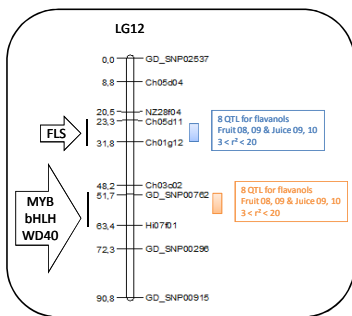 LG12
0,0 GD_SNP02537
8,8 Ch05d04
20,5 NZ28f04
23,3 Ch05d11
31,8 Ch01g12
48,2 Ch03c02
51,7 GD_SNP00762
63,4 Hi07f01
72,3 GD_SNP00296
90,8 GD_SNP00915
FLS
MYB
bHLH
WD40
8 QTL for flavanols
Fruit 08, 09 & Juice 09, 10
3 < r² < 20
8 QTL for flavanols
Fruit 08, 09 & Juice 09, 10
3 < r² < 20